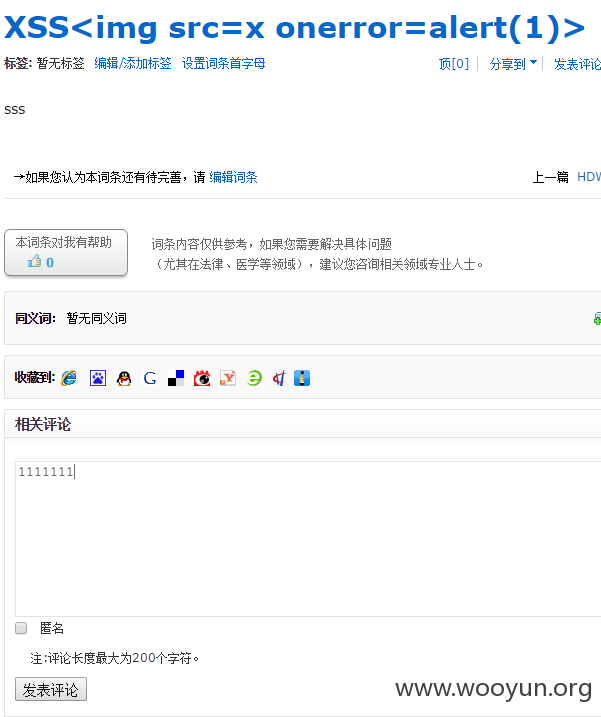 XSS<img src=x onerror=alert(1)>
标签: 暂无标签 编辑/添加标签 设置词条首字母 顶[0] 分享到 发表评论
sss
→如果您认为本词条还有待完善，请 编辑词条 上一篇 HDW
本词条对我有帮助
0
词条内容仅供参考，如果您需要解决具体问题
（尤其在法律、医学等领域），建议您咨询相关领域专业人士。
同义词: 暂无同义词
收藏到:
相关评论
1111111
匿名
注:评论长度最大为200个字符。
发表评论
www.wooyun.org